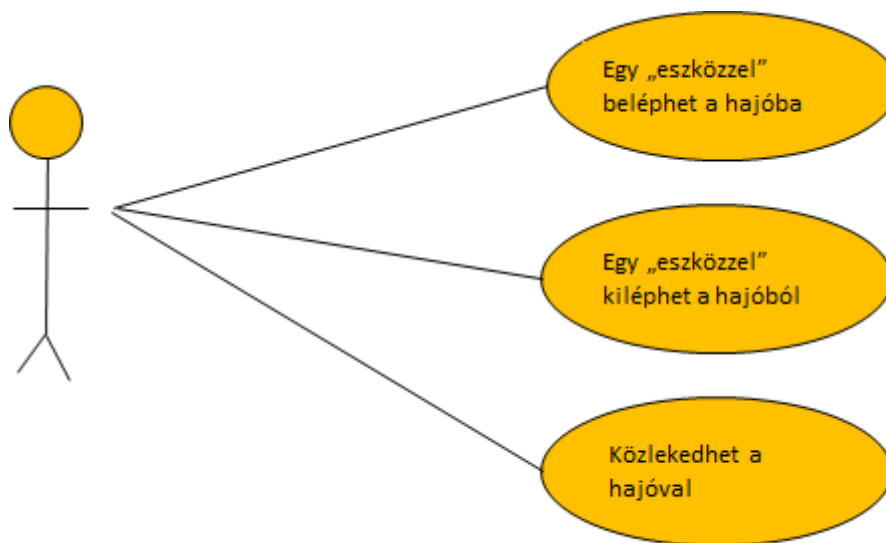 Egy „eszközzel”
beléphet a hajóba
Egy „eszközzel”
kiléphet a hajóból
Közlekedhet a
hajóval